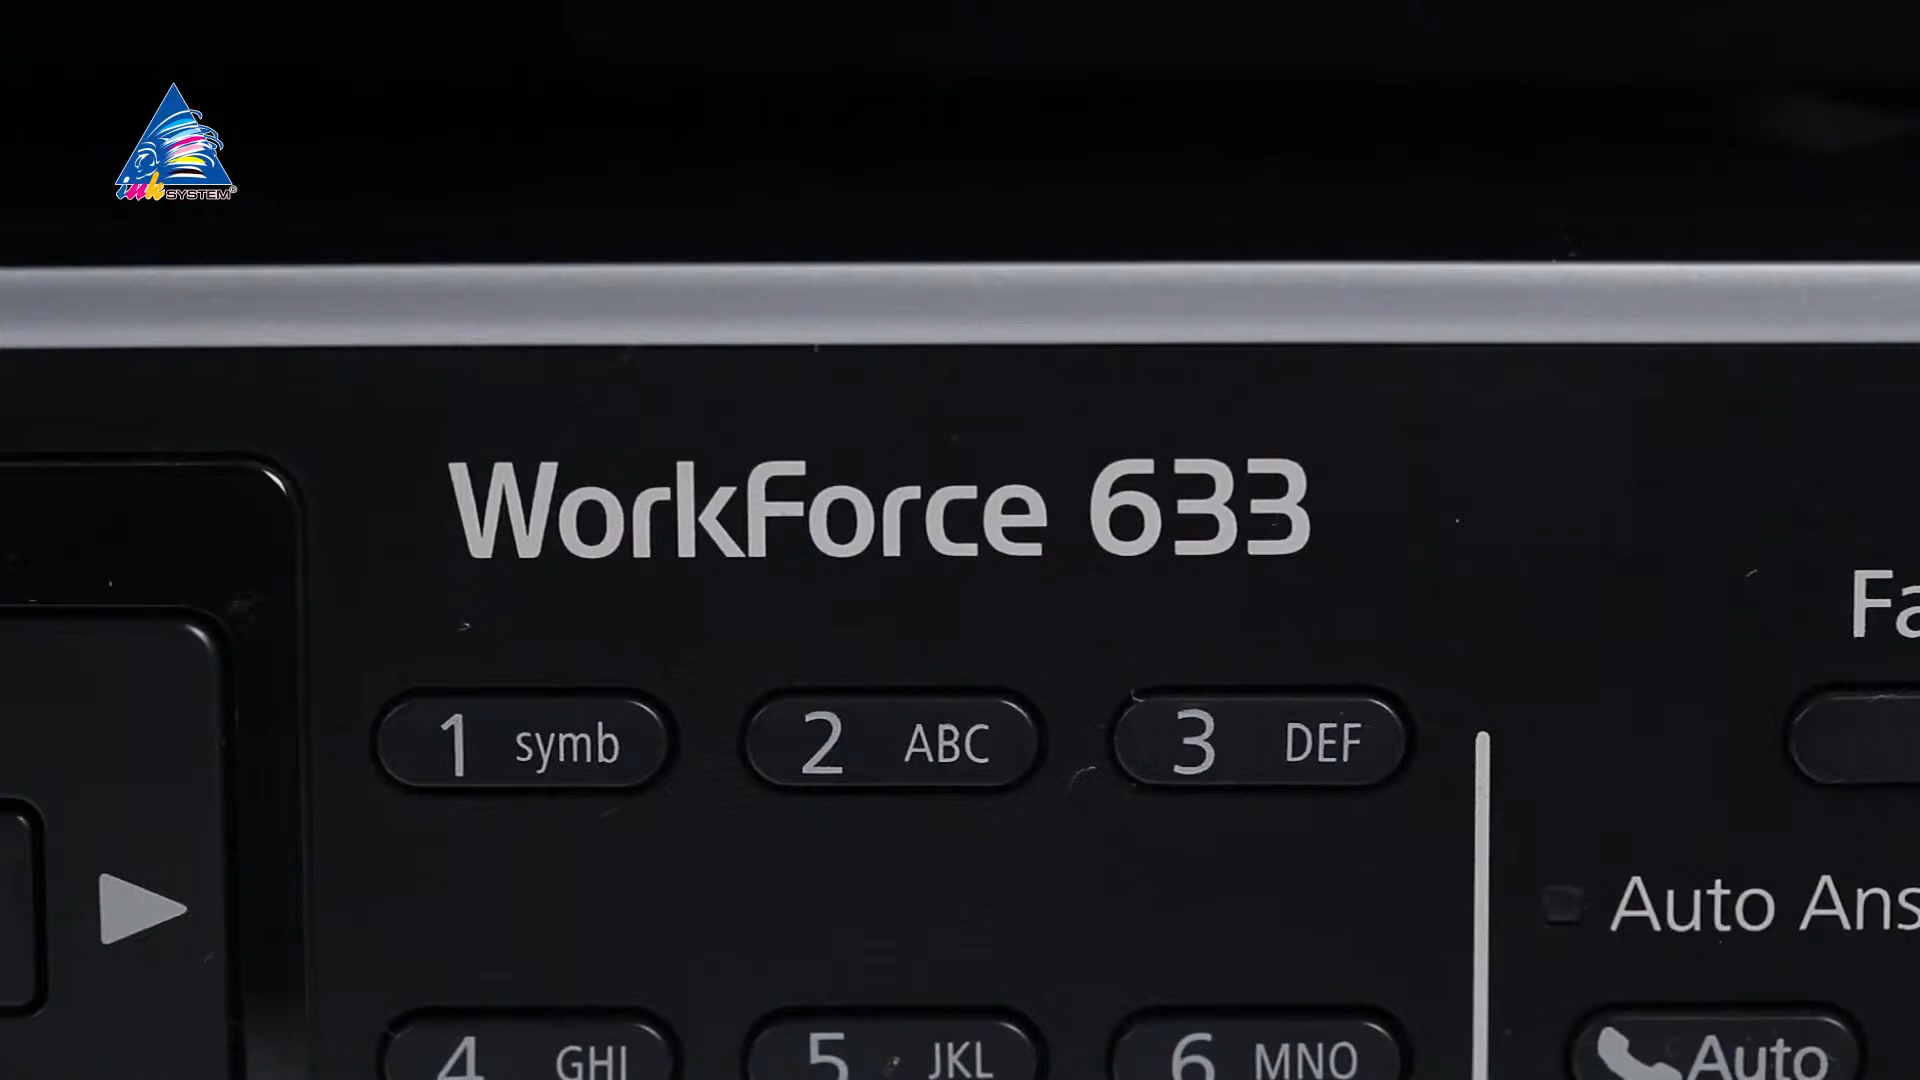 ink SYSTEM®
WorkForce 633
Fa
1 symb
2 ABC
3 DEF
Auto Ans
4 GHI
5 JKL
6 MNO
Auto